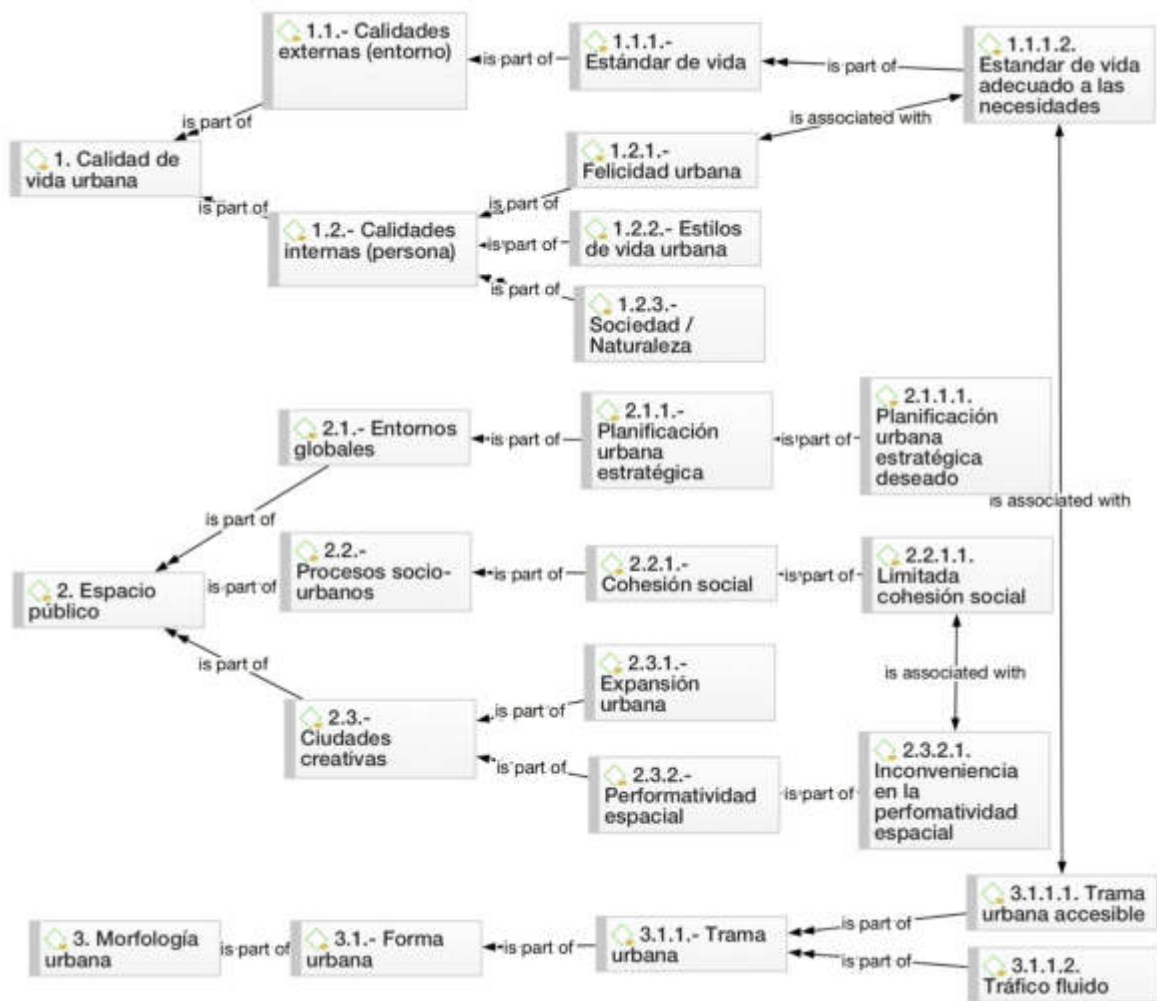 1.1.- Calidades
externas (entorno)
is part of
1.1.1.-
Estándar de vida
is part of
1.1.1.2.
Estandar de vida
adecuado a las
necesidades
is part of
is associated with
1. Calidad de
vida urbana
1.2.1.-
Felicidad urbana
is part of
is part of
1.2.- Calidades
internas (persona)
is part of
1.2.2.- Estilos
de vida urbana
is part of
1.2.3.-
Sociedad /
Naturaleza
2.1.- Entornos
globales
is part of
2.1.1.-
Planificación
urbana
estratégica
is part of
2.1.1.1.
Planificación
urbana
estratégica
deseado
is associated with
is part of
2. Espacio
público
is part of
2.2.-
Procesos socio-
urbanos
is part of
2.2.1.-
Cohesión social
is part of
2.2.1.1.
Limitada
cohesión social
is part of
is associated with
2.3.-
Ciudades
creativas
is part of
2.3.1.-
Expansión
urbana
is part of
2.3.2.-
Performatividad
espacial
is part of
2.3.2.1.
Inconveniencia
en la
perfomatividad
espacial
3. Morfología
urbana
is part of
3.1.- Forma
urbana
is part of
3.1.1.- Trama
urbana
is part of
3.1.1.1. Trama
urbana accesible
is part of
3.1.1.2.
Tráfico fluido